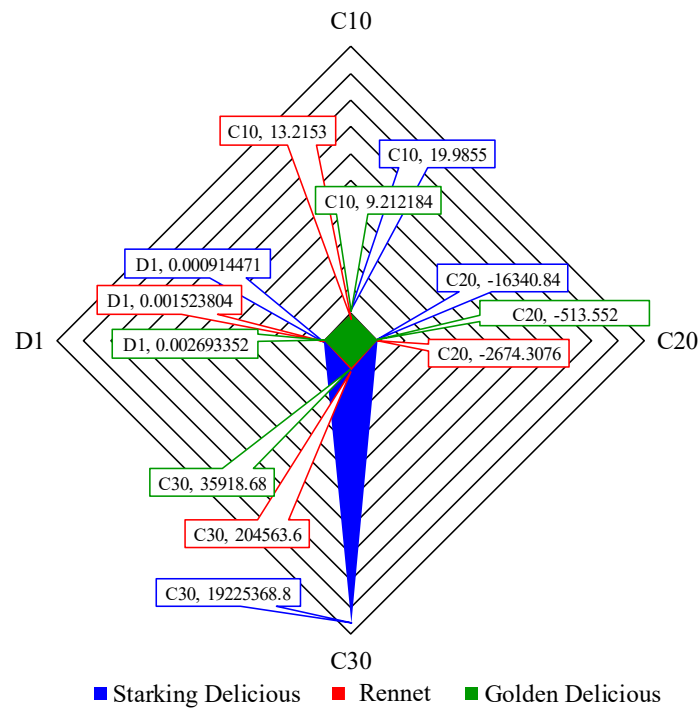 C10
C10, 13.2153
C10, 19.9855
C10, 9.212184
D1, 0.000914471
C20, -16340.84
D1, 0.001523804
C20, -513.552
D1
D1, 0.002693352
C20, -2674.3076
C20
C30, 35918.68
C30, 204563.6
C30, 19225368.8
C30
Starking Delicious
Rennet
Golden Delicious